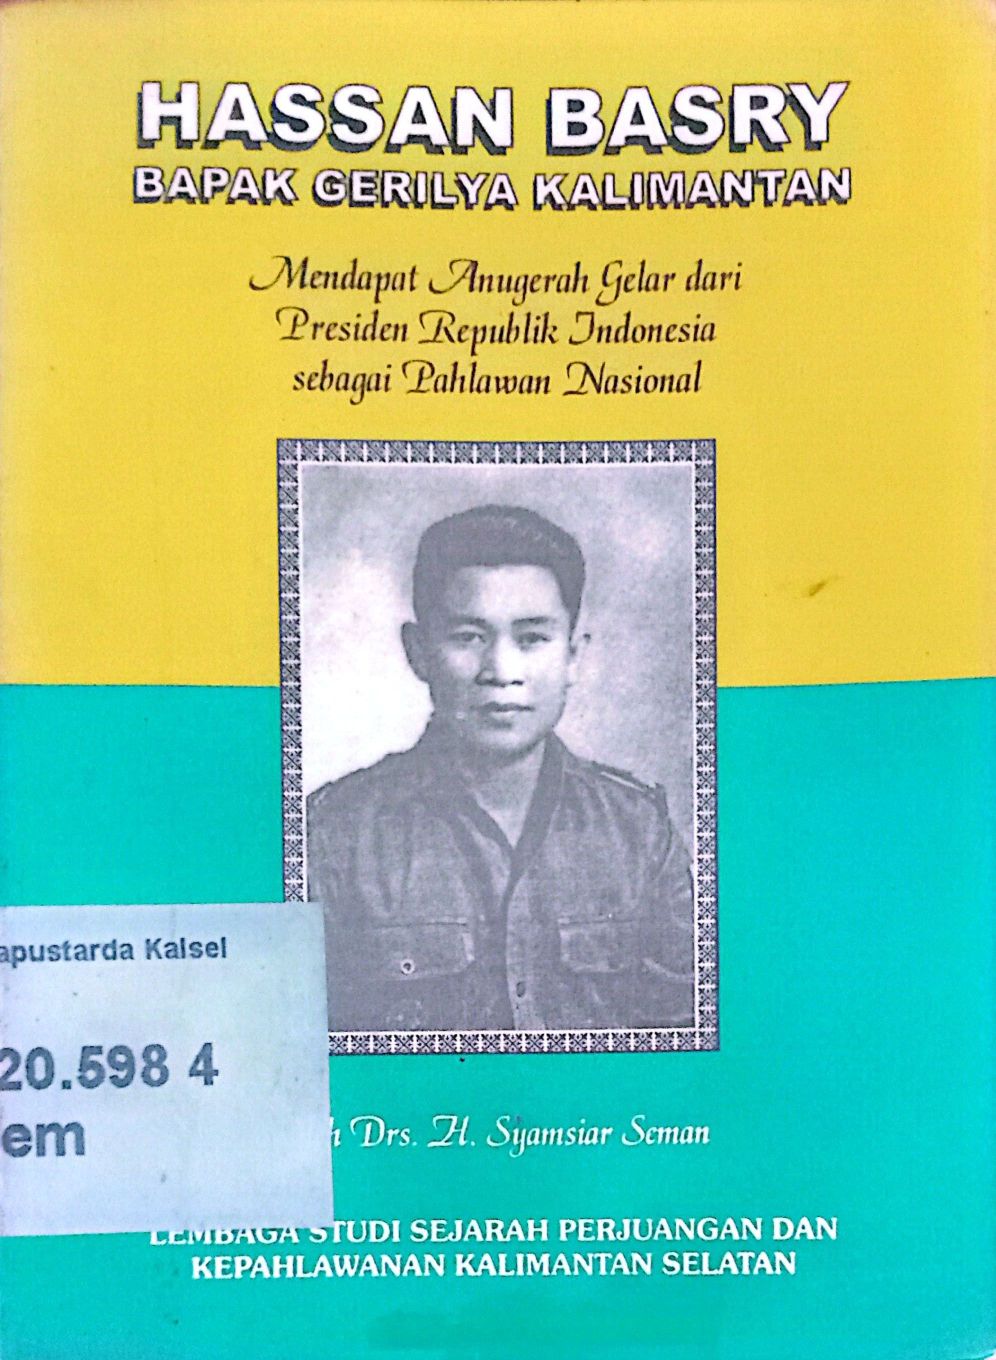 HASSAN BASRY
BAPAK GERILYA KALIMANTAN
Mendapat Anugerah Gelar dari
Presiden Republik Indonesia
sebagai Pahlawan Nasional
apustarda Kalsel
20.598 4
em
h Drs. H. Syamsiar Seman
LEMBAGA STUDI SEJARAH PERJUANGAN DAN
KEPAHLAWANAN KALIMANTAN SELATAN